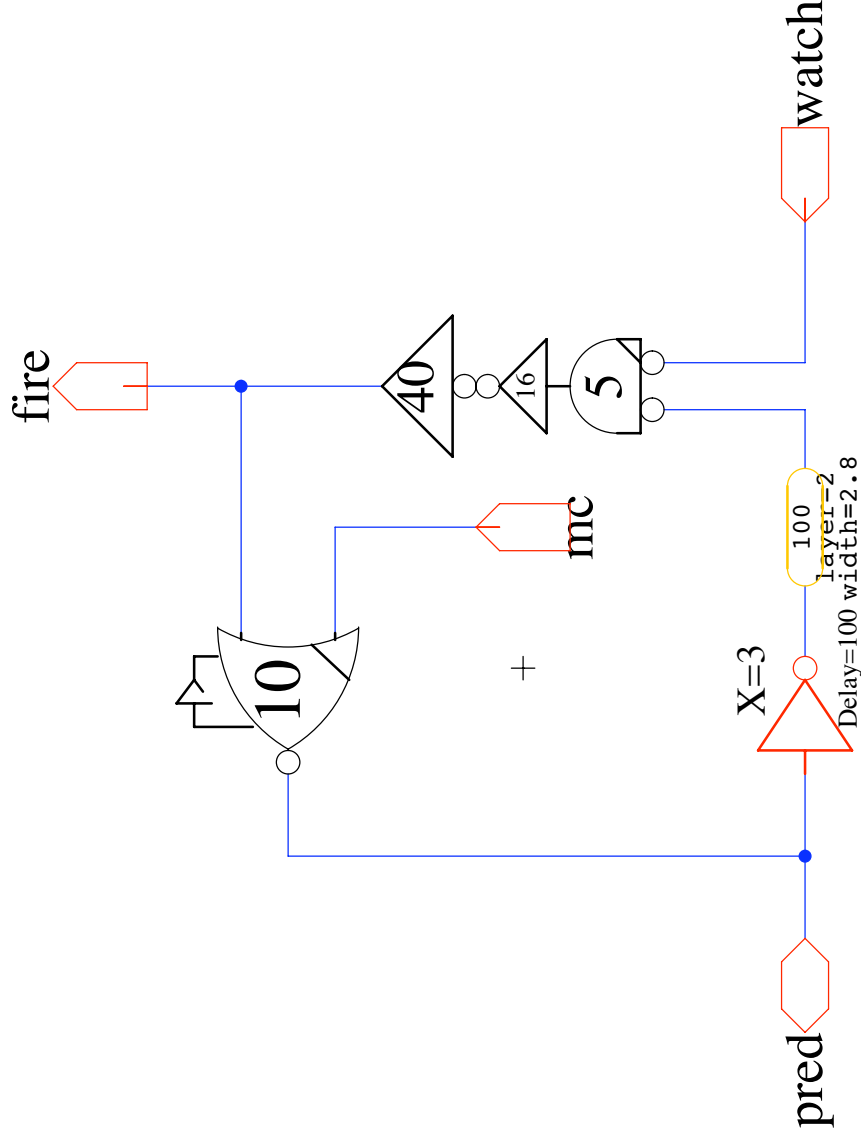 fire
watch
40
16
5
mc
10
100
layer=2
width=2.8
X=3
Delay=100
pred